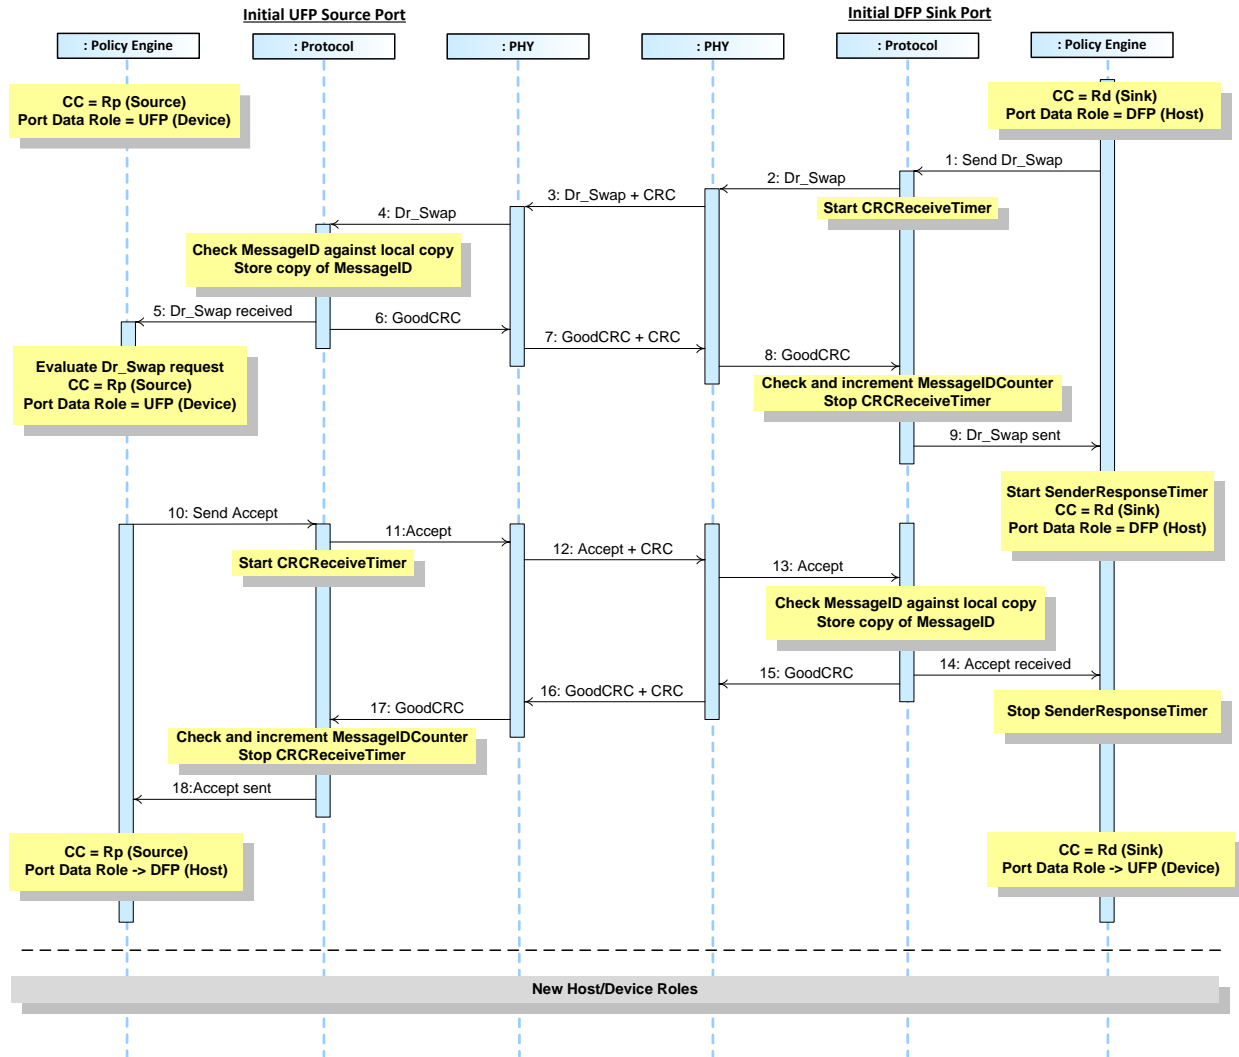 Initial UFP Source Port
Initial DFP Sink Port
: Policy Engine
: Protocol
: PHY
: PHY
: Protocol
: Policy Engine
CC = Rp (Source)
Port Data Role = UFP (Device)
CC = Rd (Sink)
Port Data Role = DFP (Host)
1: Send Dr_Swap
2: Dr_Swap
Start CRCReceiveTimer
3: Dr_Swap + CRC
4: Dr_Swap
Check MessageID against local copy
Store copy of MessageID
5: Dr_Swap received
6: GoodCRC
7: GoodCRC + CRC
8: GoodCRC
Evaluate Dr_Swap request
CC = Rp (Source)
Port Data Role = UFP (Device)
Check and increment MessageIDCounter
Stop CRCReceiveTimer
9: Dr_Swap sent
Start SenderResponseTimer
CC = Rd (Sink)
Port Data Role = DFP (Host)
10: Send Accept
11:Accept
Start CRCReceiveTimer
12: Accept + CRC
13: Accept
Check MessageID against local copy
Store copy of MessageID
14: Accept received
15: GoodCRC
16: GoodCRC + CRC
17: GoodCRC
Stop SenderResponseTimer
Check and increment MessageIDCounter
Stop CRCReceiveTimer
18:Accept sent
CC = Rp (Source)
Port Data Role -> DFP (Host)
CC = Rd (Sink)
Port Data Role -> UFP (Device)
New Host/Device Roles